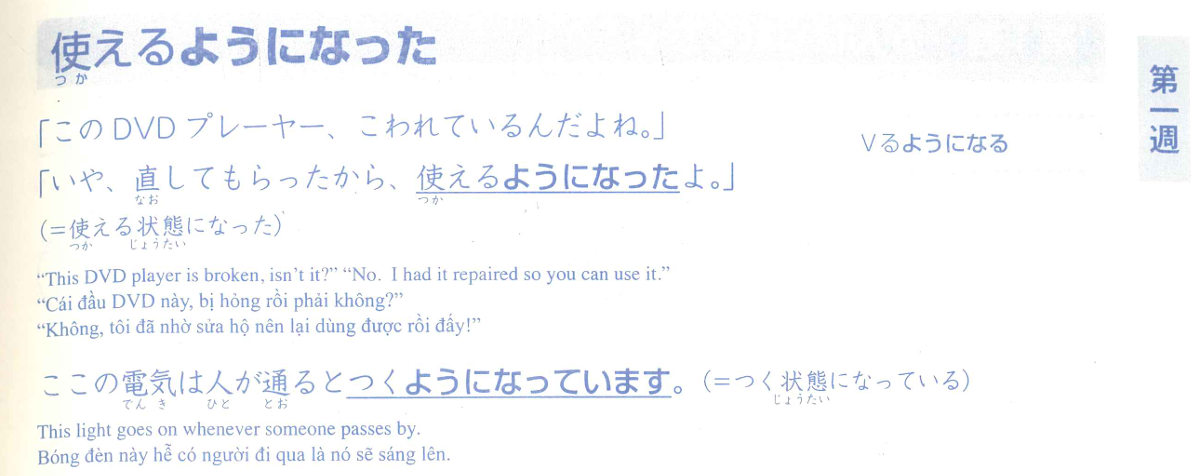 使えるようになった
つか
「このDVDプレーヤー、こわれているんだよね。」
「いや、直してもらったから、使えるようになったよ。」
なお つか
(=使える状態になった)
つか じょうたい
Vるようになる
第一週
“This DVD player is broken, isn't it?” “No. I had it repaired so you can use it.”
“Cái đầu DVD này, bị hỏng rồi phải không?”
“Không, tôi đã nhờ sửa hộ nên lại dùng được rồi đấy!”
ここの電気は人が通るとつくようになっています。(=つく状態になっている)
でん き ひと とお じょうたい
This light goes on whenever someone passes by.
Bóng đèn này hễ có người đi qua là nó sẽ sáng lên.